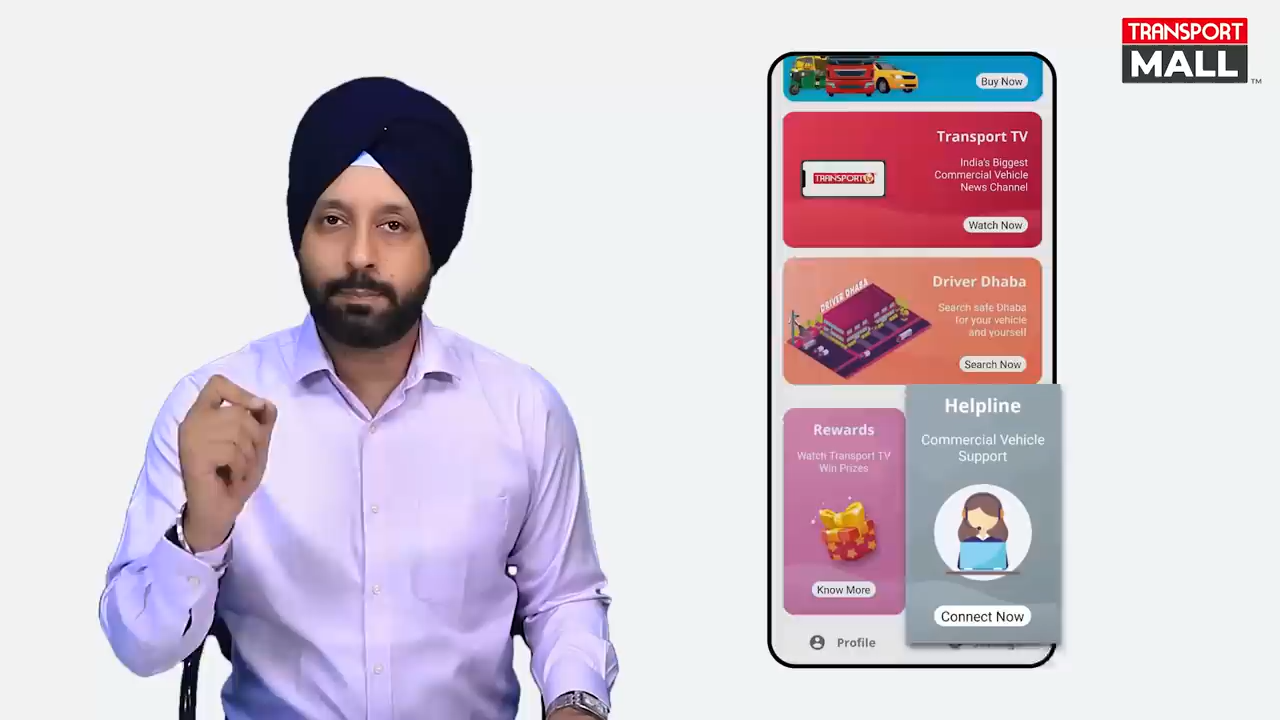 TRANSPORT
MALL
TM
Buy Now
Transport TV
India's Biggest
Commercial Vehicle
News Channel
TRANSPORT
Watch Now
Driver Dhaba
DRIVER DHABA
Search safe Dhaba
for your vehicle
and yourself
Search Now
Rewards
Watch Transport TV
Win Prizes
Know More
Helpline
Commercial Vehicle
Support
Connect Now
Profile